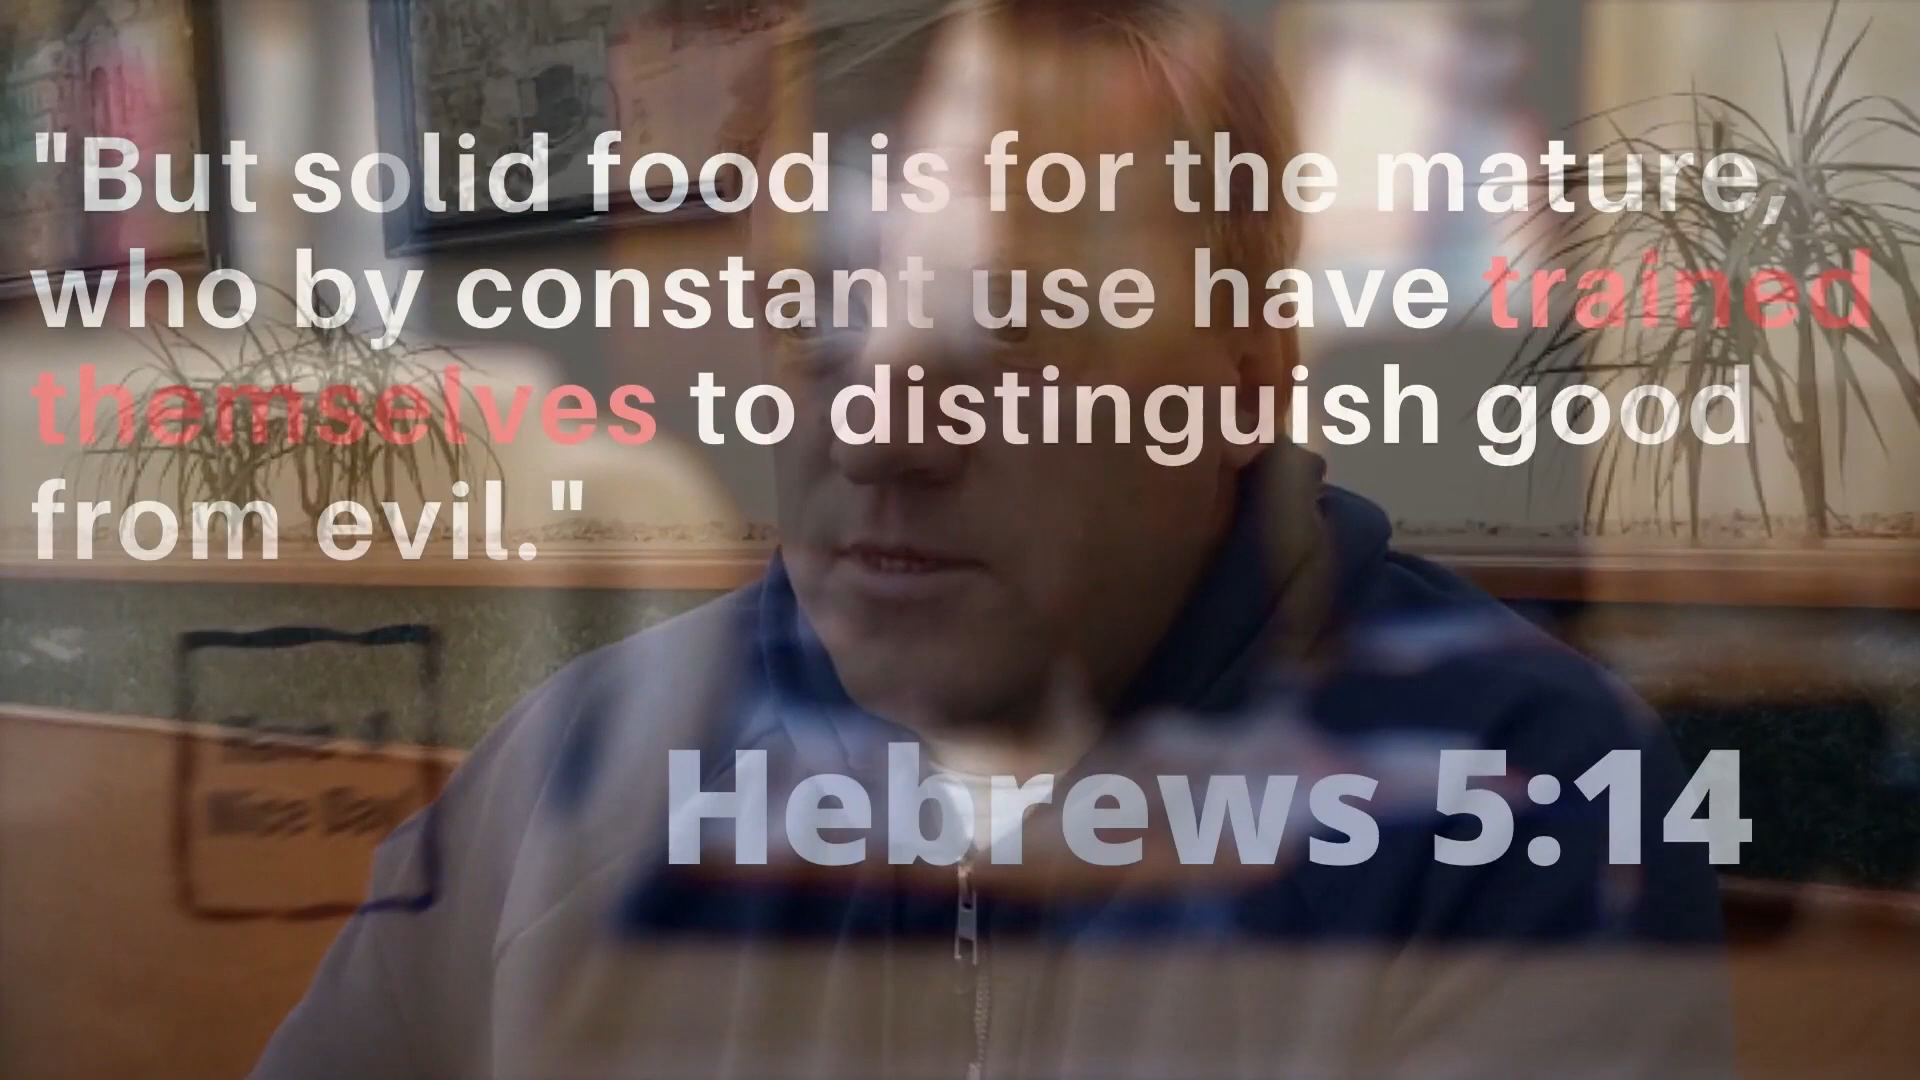 "But solid food is for the mature,
who by constant use have trained
themselves to distinguish good
from evil."
Hebrews 5:14